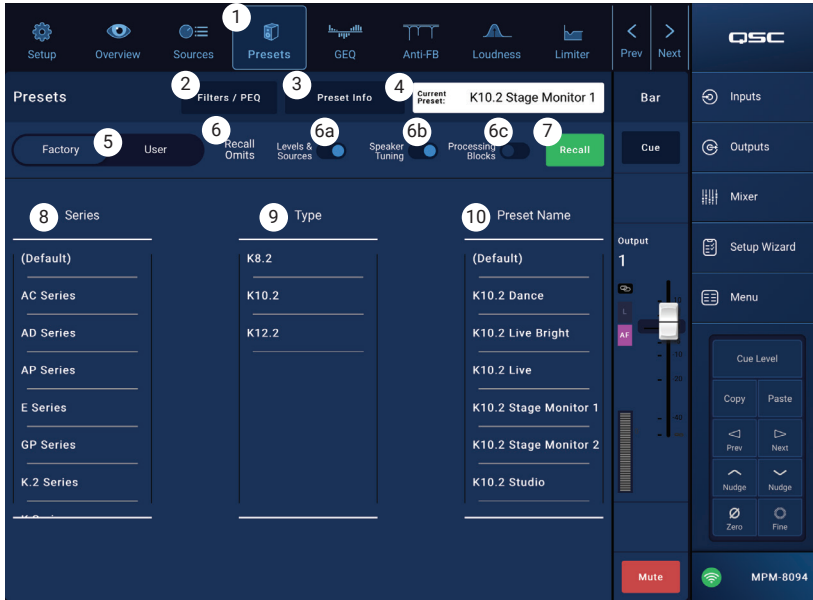 1
Setup Overview Sources Presets GEQ Anti-FB Loudness Limiter Prev Next QSC
Presets
2
Filters / PEQ
3
Preset Info
4
Current Preset: K10.2 Stage Monitor 1
Bar
Factory
5
User
6
Recall Omits
6a
Levels & Sources
6b
Speaker Tuning
6c
Processing Blocks
7
Recall
Cue
8 Series
(Default)
AC Series
AD Series
AP Series
E Series
GP Series
K.2 Series
9 Type
K8.2
K10.2
K12.2
10 Preset Name
(Default)
K10.2 Dance
K10.2 Live Bright
K10.2 Live
K10.2 Stage Monitor 1
K10.2 Stage Monitor 2
K10.2 Studio
Output
1
L
AF
10
-10
Mute
Inputs
Outputs
Mixer
Setup Wizard
Menu
Cue Level
Copy Paste
Prev Next
Nudge Nudge
Zero Fine
MPM-8094